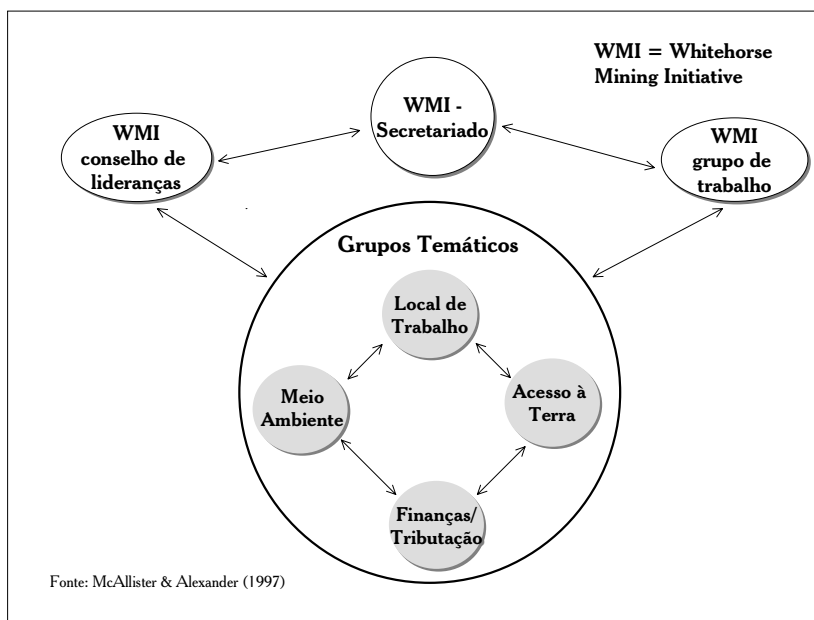 WMI = Whitehorse
Mining Initiative
WMI -
Secretariado
WMI
conselho de
lideranças
WMI
grupo de
trabalho
Grupos Temáticos
Local de
Trabalho
Meio
Ambiente
Acesso à
Terra
Finanças/
Tributação
Fonte: McAllister & Alexander (1997)